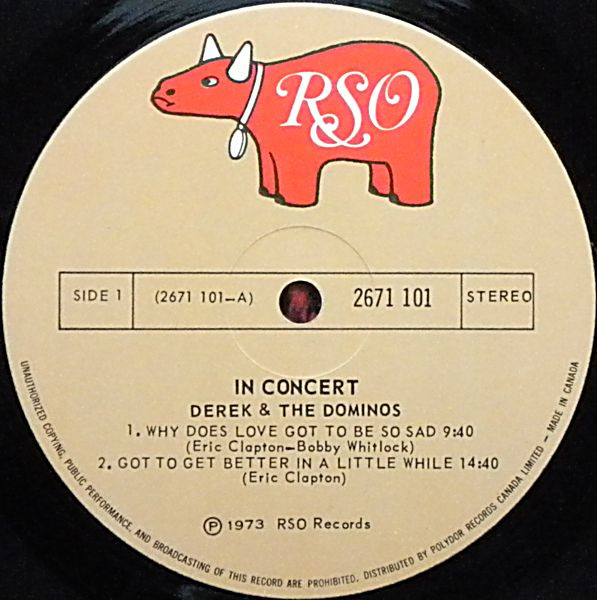 RSO
SIDE 1 (2671 101-A) 2671 101 STEREO
IN CONCERT
DEREK & THE DOMINOS
1. WHY DOES LOVE GOT TO BE SO SAD 9:40
(Eric Clapton-Bobby Whitlock)
2. GOT TO GET BETTER IN A LITTLE WHILE 14:40
(Eric Clapton)
Ⓟ 1973 RSO Records
UNAUTHORIZED COPYING, PUBLIC PERFORMANCE, AND BROADCASTING OF THIS RECORD ARE PROHIBITED. DISTRIBUTED BY POLYDOR RECORDS CANADA LIMITED - MADE IN CANADA